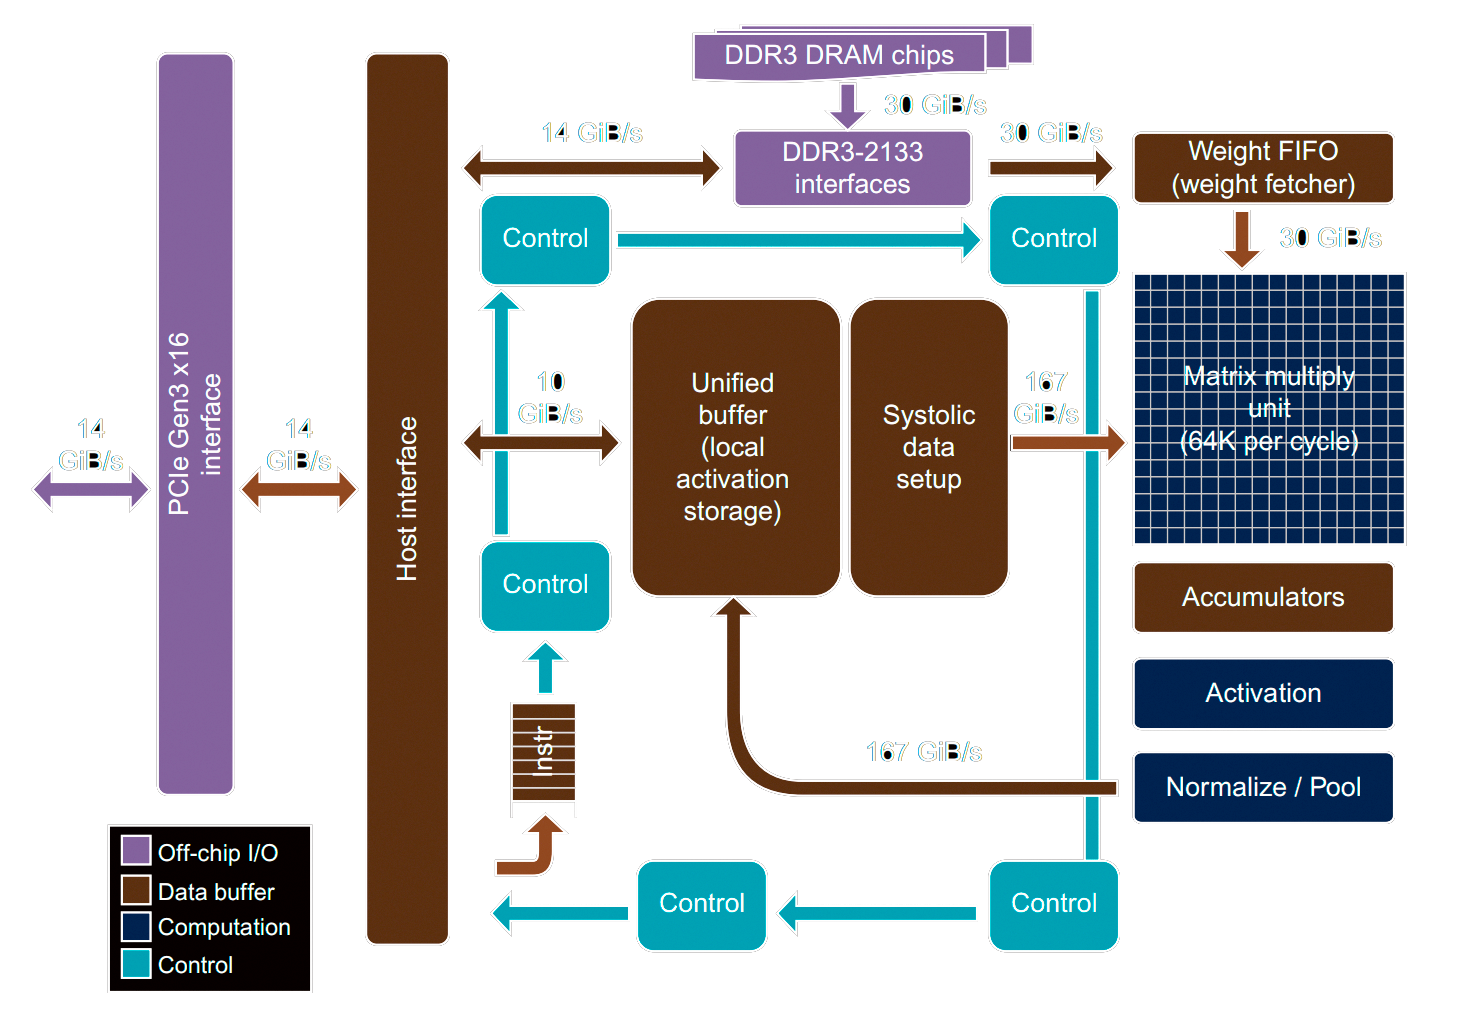 DDR3 DRAM chips
30 GiB/s
14 GiB/s
30 GiB/s
DDR3-2133
interfaces
Weight FIFO
(weight fetcher)
Control
Control
30 GiB/s
PCIe Gen3 x16
interface
14
GiB/s
14
GiB/s
Host interface
10
GiB/s
Unified
buffer
(local
activation
storage)
Systolic
data
setup
167
GiB/s
Matrix multiply
unit
(64K per cycle)
Control
Accumulators
Activation
Instr
167 GiB/s
Normalize / Pool
Off-chip I/O
Data buffer
Computation
Control
Control
Control